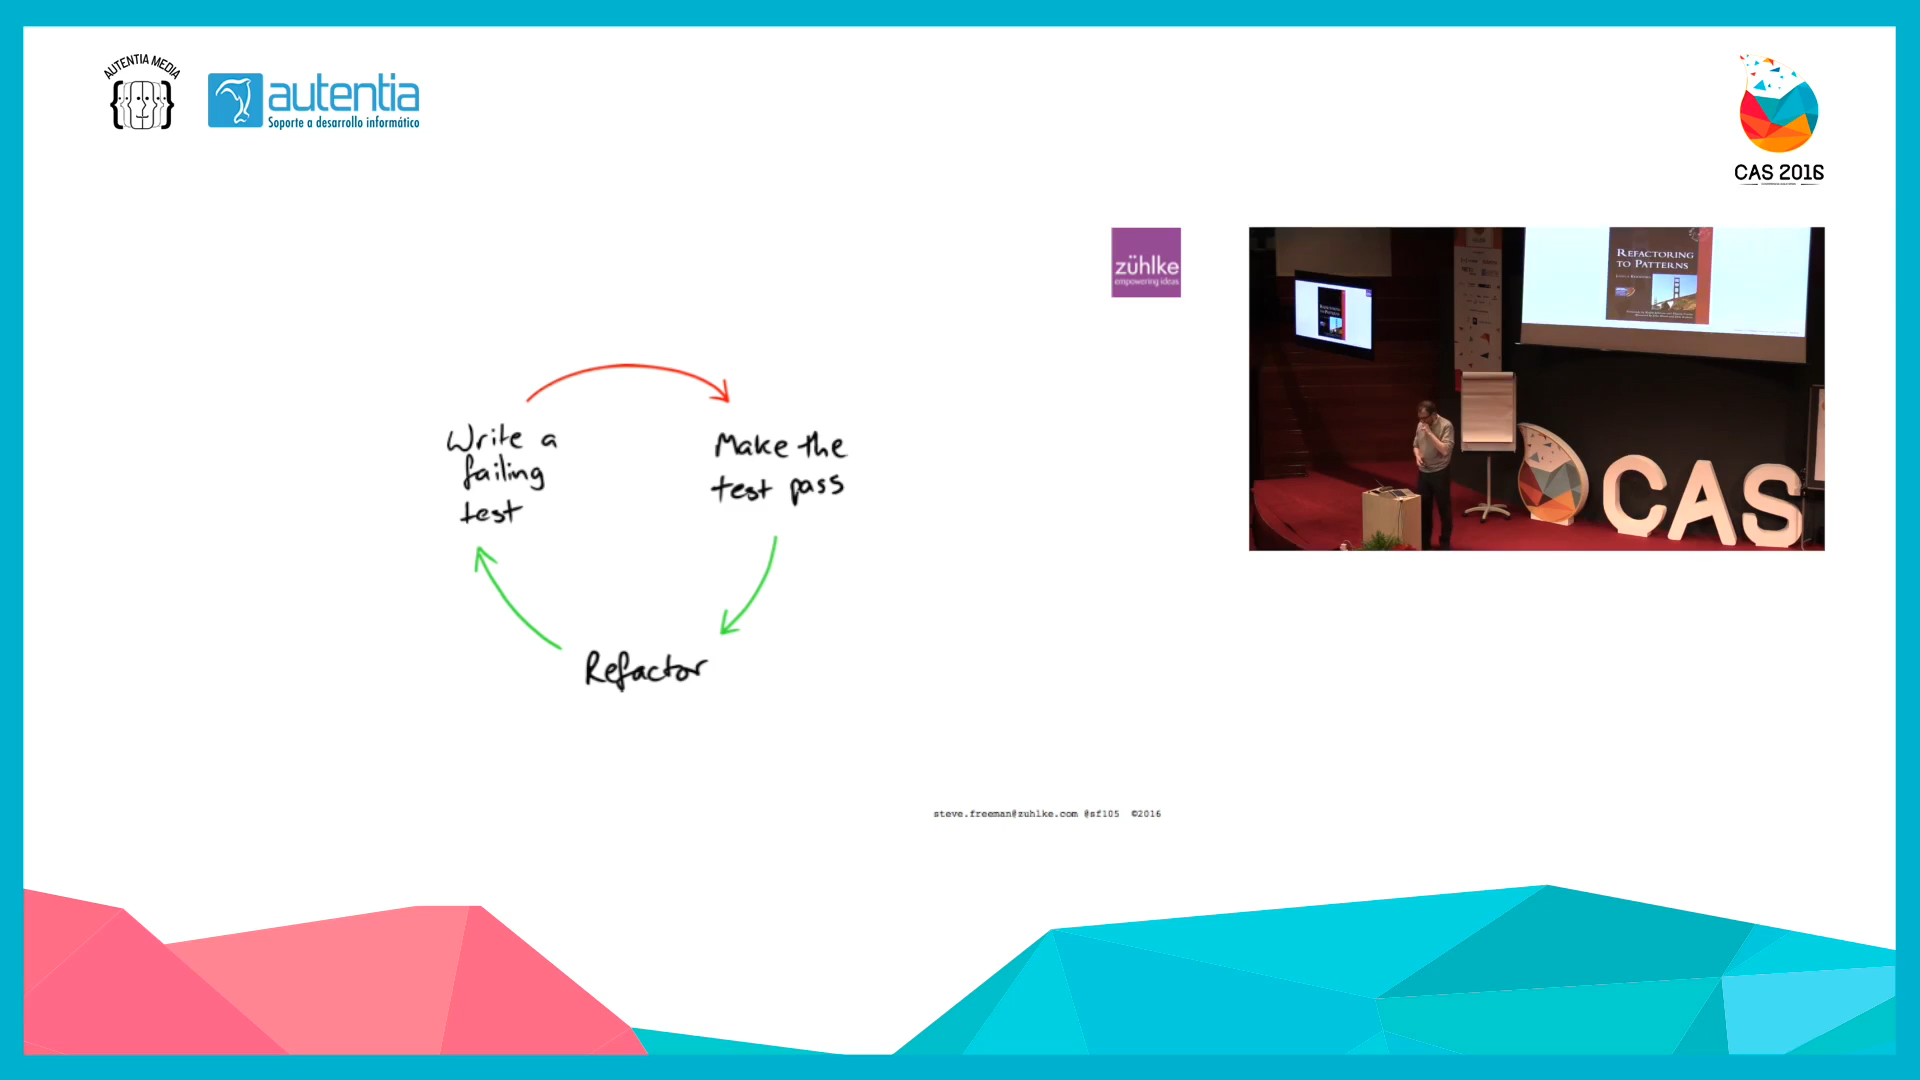 AUTENTIA MEDIA
autentia
Soporte a desarrollo informático
CAS 2016
zühlke
empowering ideas
REFACTORING
TO PATTERNS
CAS
Write a
failing
test
Make the
test pass
Refactor
steve.freeman@zuhlke.com @sf105 ©2016